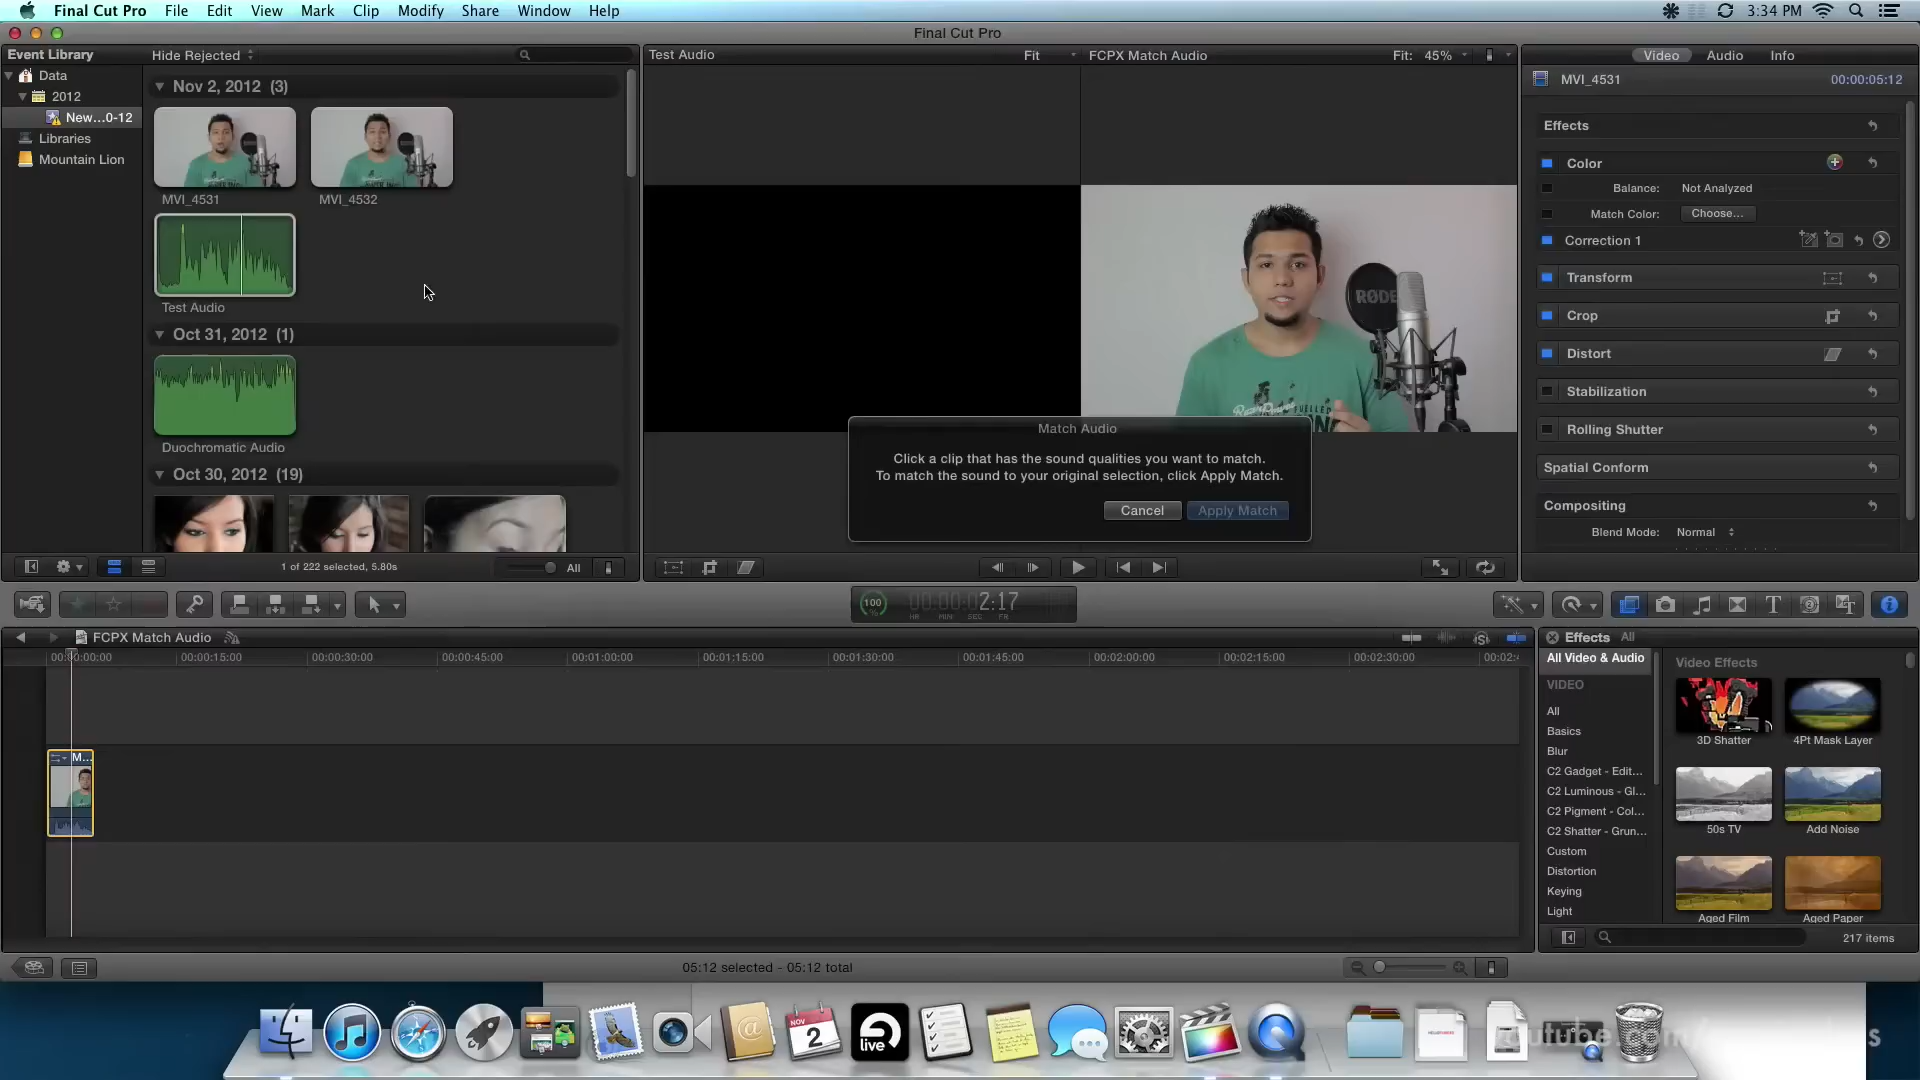 Final Cut Pro File Edit View Mark Clip Modify Share Window Help
3:34 PM
Final Cut Pro
Event Library
Hide Rejected
Data
2012
New...0-12
Libraries
Mountain Lion
Nov 2, 2012 (3)
MVI_4531
MVI_4532
Test Audio
Oct 31, 2012 (1)
Duochromatic Audio
Oct 30, 2012 (19)
1 of 222 selected, 5.80s
All
Test Audio
Fit
FCPX Match Audio
Fit: 45%
RØDE
Match Audio
Click a clip that has the sound qualities you want to match.
To match the sound to your original selection, click Apply Match.
Cancel
Apply Match
Video
Audio
Info
MVI_4531
00:00:05:12
Effects
Color
Balance: Not Analyzed
Match Color: Choose...
Correction 1
Transform
Crop
Distort
Stabilization
Rolling Shutter
Spatial Conform
Compositing
Blend Mode: Normal
100
%
00:00:02:17
HR MIN SEC FR
FCPX Match Audio
00:00:00:00
00:00:15:00
00:00:30:00
00:00:45:00
00:01:00:00
00:01:15:00
00:01:30:00
00:01:45:00
00:02:00:00
00:02:15:00
00:02:30:00
M...
05:12 selected - 05:12 total
Effects All
All Video & Audio
VIDEO
All
Basics
Blur
C2 Gadget - Edit...
C2 Luminous - Gl...
C2 Pigment - Col...
C2 Shatter - Grun...
Custom
Distortion
Keying
Light
Video Effects
3D Shatter
4Pt Mask Layer
50s TV
Add Noise
Aged Film
Aged Paper
217 items
NOV
2
live